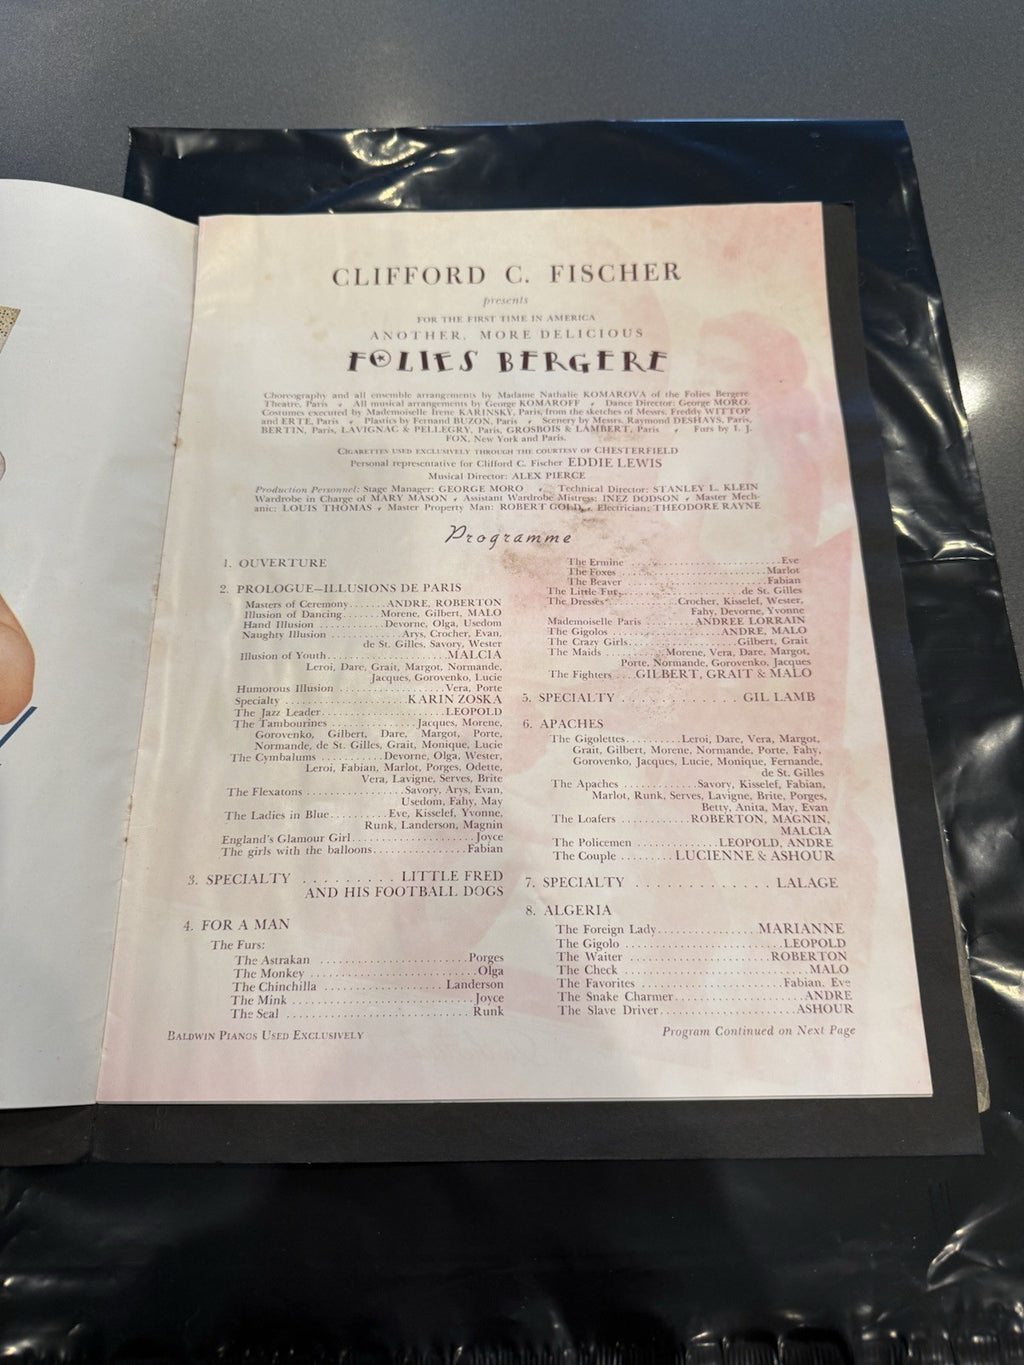 CLIFFORD C. FISCHER
presents
FOR THE FIRST TIME IN AMERICA
ANOTHER, MORE DELICIOUS
FOLIES BERGERE
Choreography and all ensemble arrangements by Madame Nathalie KOMAROVA of the Folies Bergere
Theatre, Paris • All musical arrangements by George KOMAROFF • Dance Director: George MORO.
Costumes executed by Mademoiselle Irene KARINSKY, Paris, from the sketches of Messrs. Freddy WITTOP
and ERTE, Paris • Plastics by Fernand BUZON, Paris • Scenery by Messrs. Raymond DESHAYS, Paris,
BERTIN, Paris, LAVIGNAC & PELLEGRY, Paris, GROSBOIS & LAMBERT, Paris • Furs by I. J.
FOX, New York and Paris.
CIGARETTES USED EXCLUSIVELY THROUGH THE COURTESY OF CHESTERFIELD
Personal representative for Clifford C. Fischer EDDIE LEWIS
Musical Director: ALEX PIERCE
Production Personnel: Stage Manager: GEORGE MORO • Technical Director: STANLEY L. KLEIN
Wardrobe in Charge of MARY MASON • Assistant Wardrobe Mistress: INEZ DODSON • Master Mech-
anic: LOUIS THOMAS • Master Property Man: ROBERT GOLD • Electrician: THEODORE RAYNE
Programme
1. OUVERTURE
2. PROLOGUE—ILLUSIONS DE PARIS
Masters of Ceremony.......ANDRE, ROBERTON
Illusion of Dancing.......Morene, Gilbert, MALO
Hand Illusion ............Devorne, Olga, Usedom
Naughty Illusion .........Arys, Crocher, Evan,
de St. Gilles, Savory, Wester
Illusion of Youth....................MALCIA
Leroi, Dare, Grait, Margot, Normande,
Jacques, Gorovenko, Lucie
Humorous Illusion ................Vera, Porte
Specialty .....................KARIN ZOSKA
The Jazz Leader.....................LEOPOLD
The Tambourines ...........Jacques, Morene,
Gorovenko, Gilbert, Dare, Margot, Porte,
Normande, de St. Gilles, Grait, Monique, Lucie
The Cymbalums ........Devorne, Olga, Wester,
Leroi, Fabian, Marlot, Porges, Odette,
Vera, Lavigne, Serves, Brite
The Flexatons .............Savory, Arys, Evan,
Usedom, Fahy, May
The Ladies in Blue........Eve, Kisselef, Yvonne,
Runk, Landerson, Magnin
England's Glamour Girl....................Joyce
The girls with the balloons..............Fabian
3. SPECIALTY ......... LITTLE FRED
AND HIS FOOTBALL DOGS
4. FOR A MAN
The Furs:
The Astrakan ......................Porges
The Monkey .......................Olga
The Chinchilla ....................Landerson
The Mink ..........................Joyce
The Seal ...........................Runk
The Ermine .......................Eve
The Foxes ......................Marlot
The Beaver .....................Fabian
The Little Fur..................de St. Gilles
The Dresses..........Crocher, Kisselef, Wester,
Fahy, Devorne, Yvonne
Mademoiselle Paris ........ANDREE LORRAIN
The Gigolos ................ANDRE, MALO
The Crazy Girls................Gilbert, Grait
The Maids ..........Morene, Vera, Dare, Margot,
Porte, Normande, Gorovenko, Jacques
The Fighters ....GILBERT, GRAIT & MALO
5. SPECIALTY ........... GIL LAMB
6. APACHES
The Gigolettes..........Leroi, Dare, Vera, Margot,
Grait, Gilbert, Morene, Normande, Porte, Fahy,
Gorovenko, Jacques, Lucie, Monique, Fernande,
de St. Gilles
The Apaches ...........Savory, Kisselef, Fabian,
Marlot, Runk, Serves, Lavigne, Brite, Porges,
Betty, Anita, May, Evan
The Loafers ...........ROBERTON, MAGNIN,
MALCIA
The Policemen .............LEOPOLD, ANDRE
The Couple ........ LUCIENNE & ASHOUR
7. SPECIALTY ............ LALAGE
8. ALGERIA
The Foreign Lady...............MARIANNE
The Gigolo .......................LEOPOLD
The Waiter ......................ROBERTON
The Check ..........................MALO
The Favorites ..................Fabian, Eve
The Snake Charmer..................ANDRE
The Slave Driver...................ASHOUR
BALDWIN PIANOS USED EXCLUSIVELY
Program Continued on Next Page